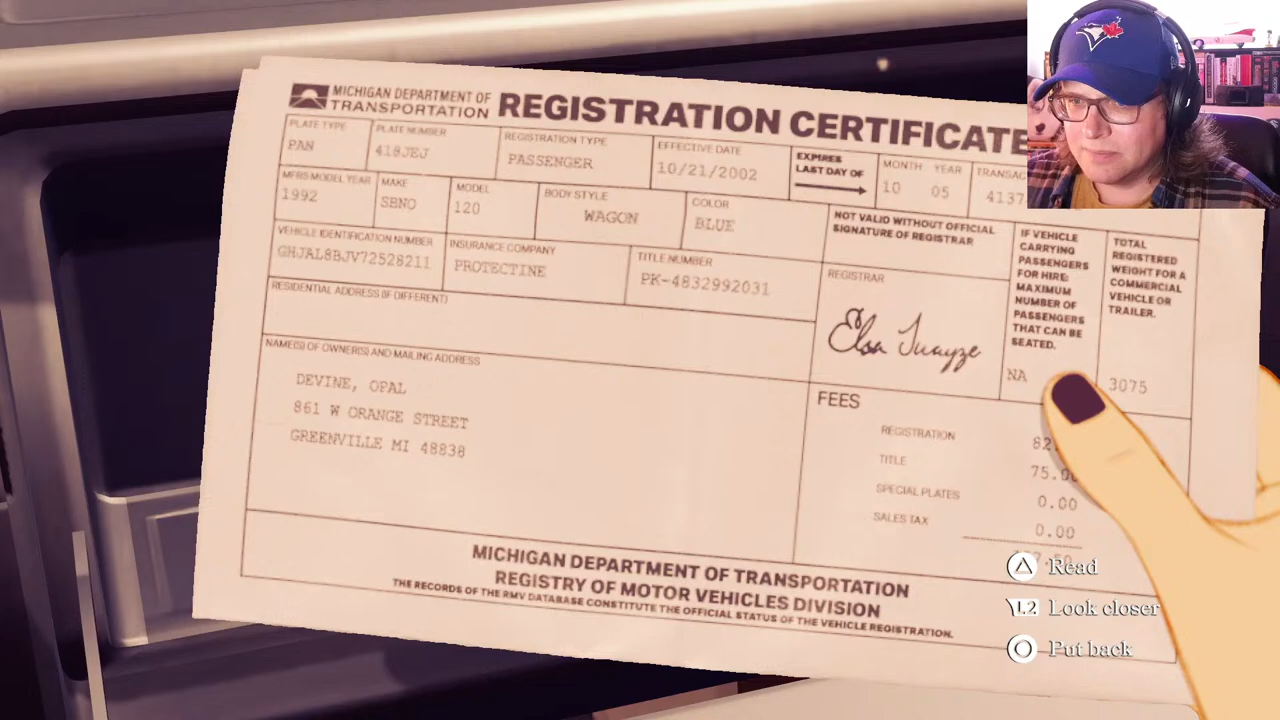 MICHIGAN DEPARTMENT OF
TRANSPORTATION
REGISTRATION CERTIFICATE
PLATE TYPE
PAN
PLATE NUMBER
418JEJ
REGISTRATION TYPE
PASSENGER
EFFECTIVE DATE
10/21/2002
EXPIRES
LAST DAY OF
MONTH YEAR
10 05
4137
MFRS MODEL YEAR
1992
MAKE
SBNO
MODEL
120
BODY STYLE
WAGON
COLOR
BLUE
NOT VALID WITHOUT OFFICIAL
SIGNATURE OF REGISTRAR
IF VEHICLE
CARRYING
PASSENGERS
FOR HIRE:
MAXIMUM
NUMBER OF
PASSENGERS
THAT CAN BE
SEATED.
NA
TOTAL
REGISTERED
WEIGHT FOR A
COMMERCIAL
VEHICLE OR
TRAILER.
3075
VEHICLE IDENTIFICATION NUMBER
GHJAL8BJV72528211
INSURANCE COMPANY
PROTECTINE
TITLE NUMBER
PK-4832992031
REGISTRAR
Elsa Twayze
RESIDENTIAL ADDRESS (IF DIFFERENT)
NAME(S) OF OWNER(S) AND MAILING ADDRESS
DEVINE, OPAL
861 W ORANGE STREET
GREENVILLE MI 48838
FEES
REGISTRATION
TITLE 75.00
SPECIAL PLATES 0.00
SALES TAX 0.00
MICHIGAN DEPARTMENT OF TRANSPORTATION
REGISTRY OF MOTOR VEHICLES DIVISION
THE RECORDS OF THE RMV DATABASE CONSTITUTE THE OFFICIAL STATUS OF THE VEHICLE REGISTRATION.
Read
L2 Look closer
Put back